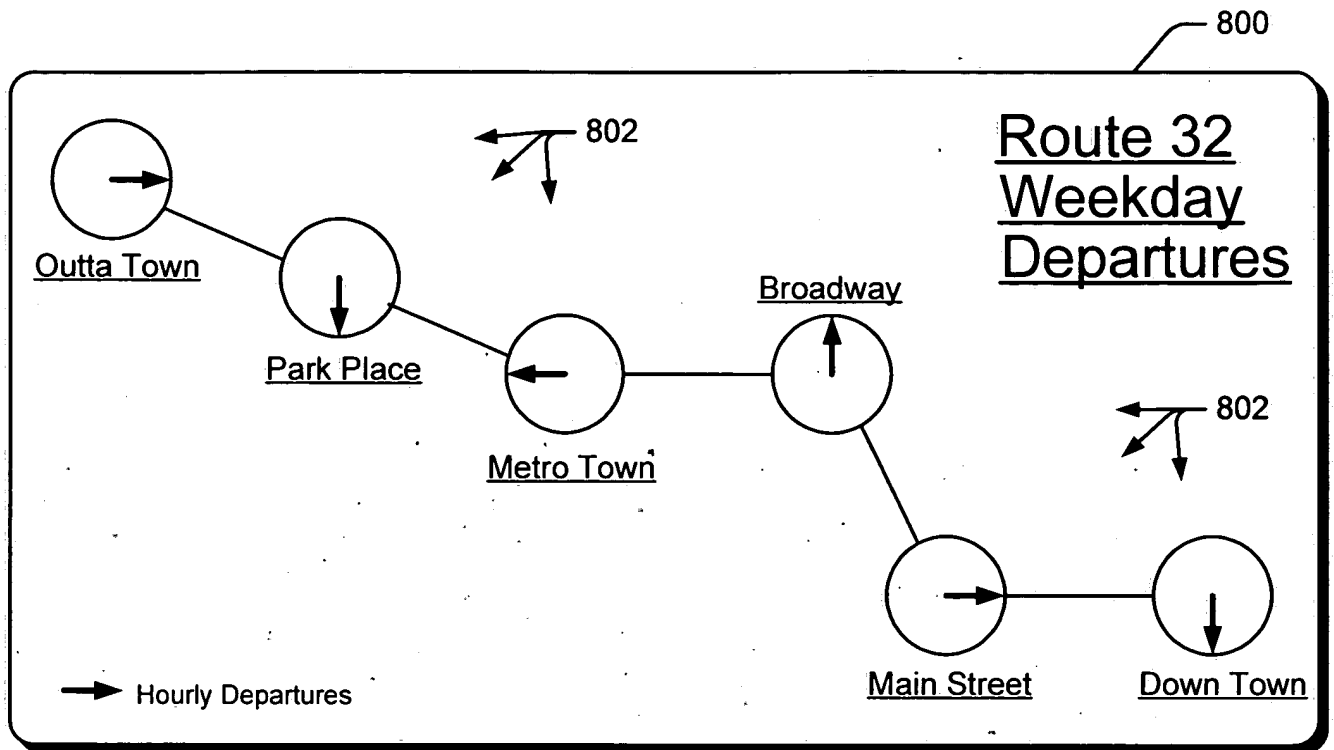 800
802
Route 32
Weekday
Departures
Outta Town
Broadway
Park Place
802
Metro Town
Main Street
Down Town
Hourly Departures